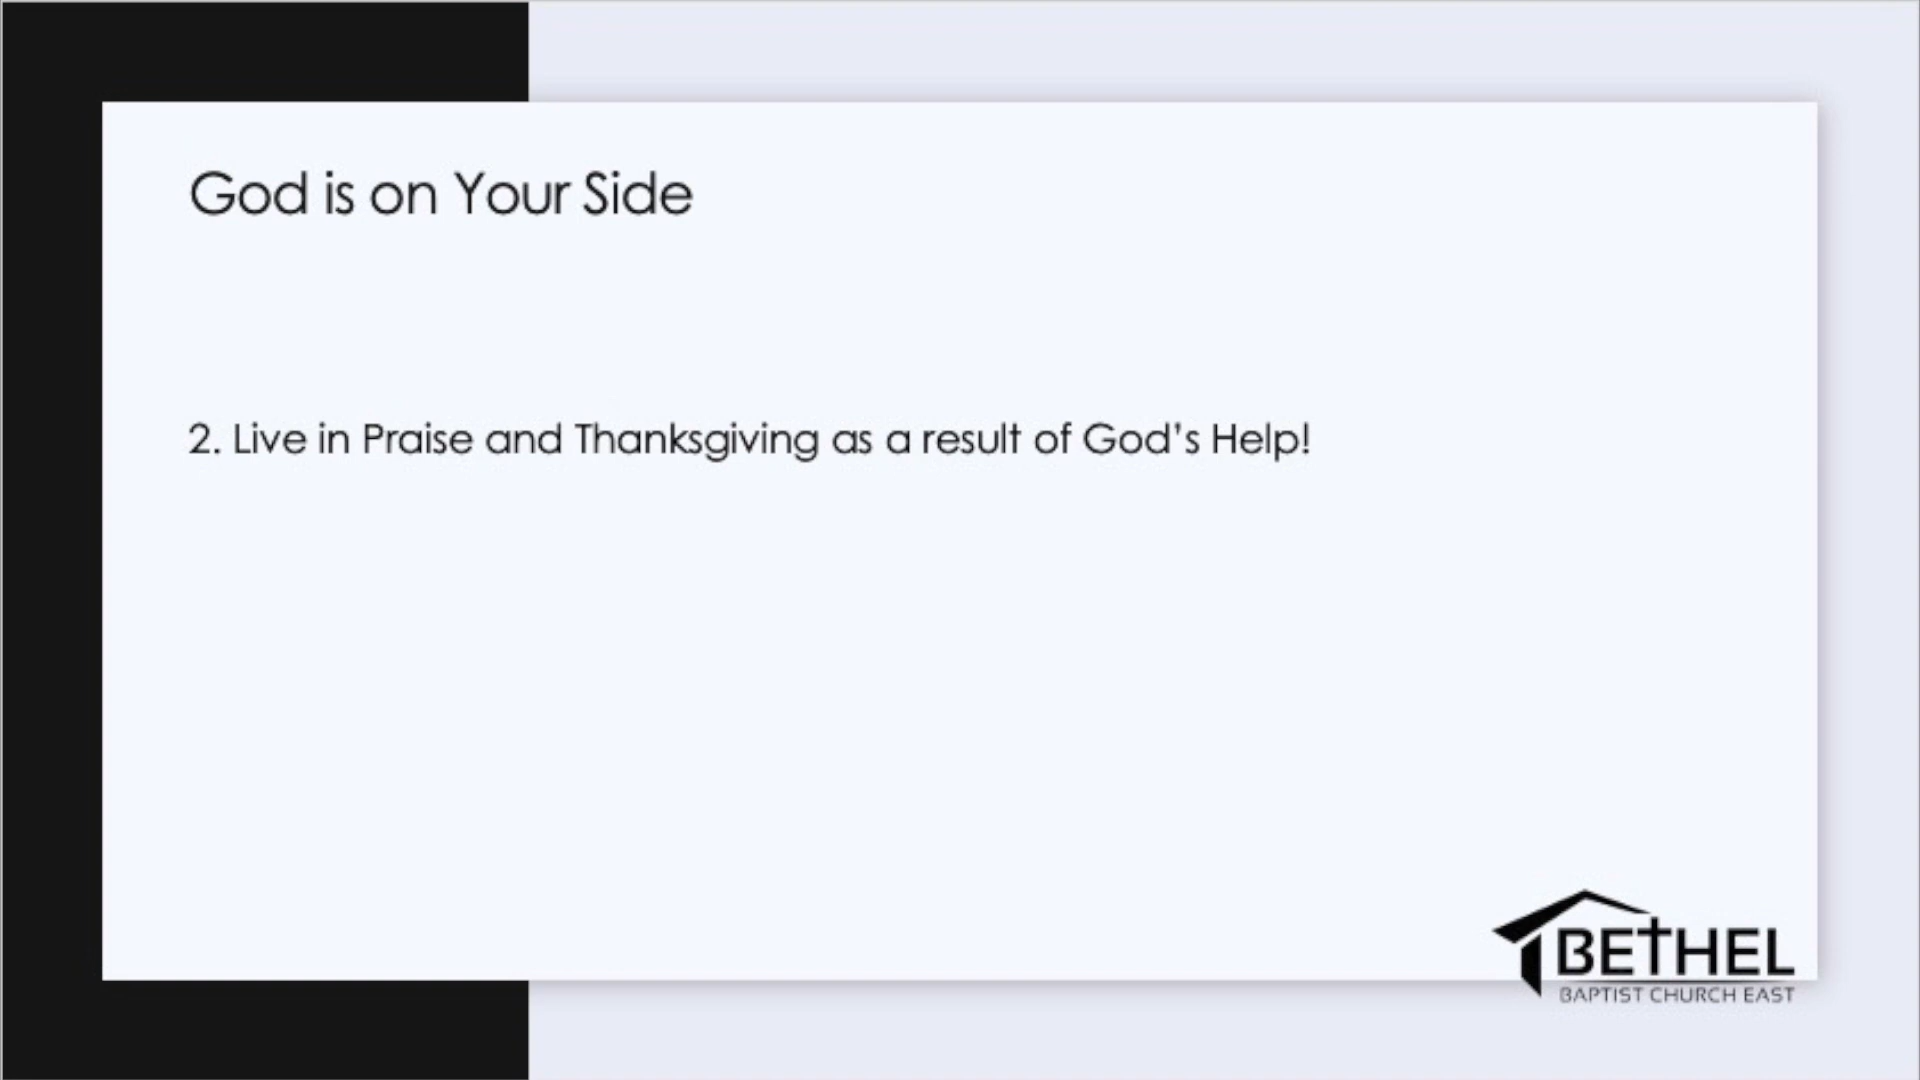 God is on Your Side
2. Live in Praise and Thanksgiving as a result of God's Help!
BETHEL
BAPTIST CHURCH EAST